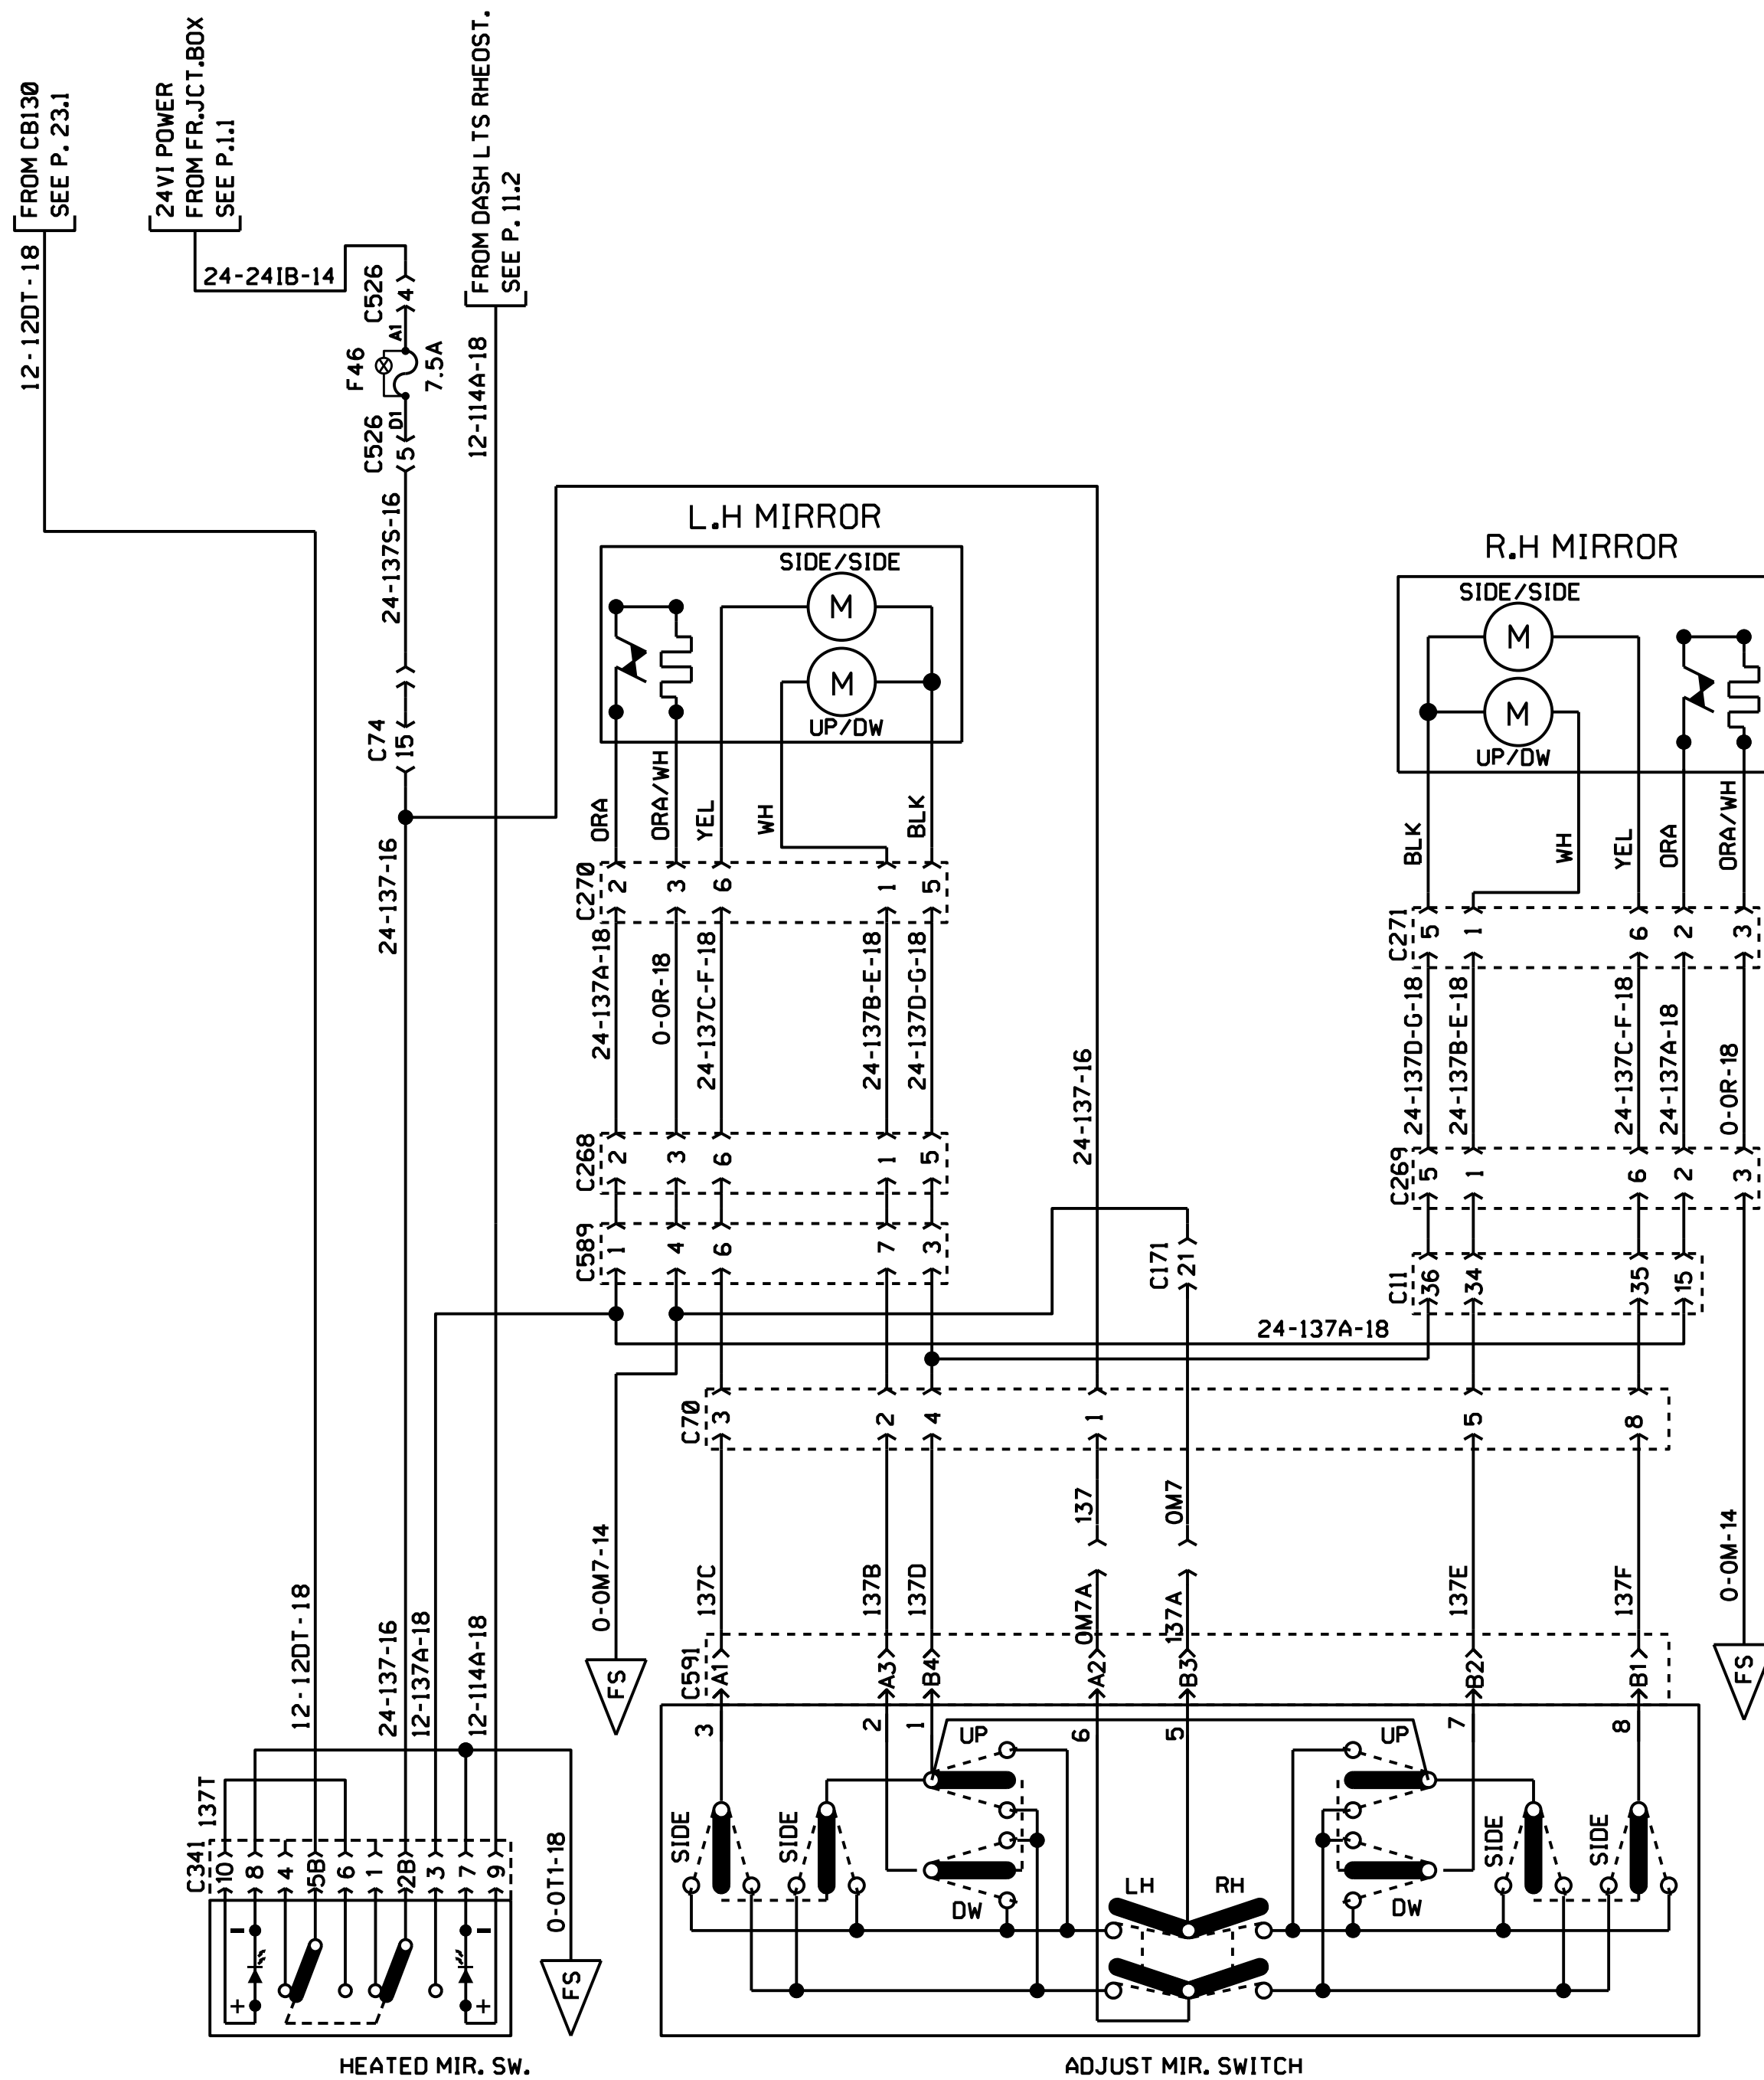 FROM CB130
SEE P. 23.1
24VI POWER
FROM FR.JCT.BOX
SEE P.1.1
FROM DASH LTS RHEOST.
SEE P. 11.2
12-12DT-18
24-24IB-14
C526
4
A1
F46
7.5A
D1
C526
5
12-114A-18
24-137S-16
C74
15
24-137-16
L.H MIRROR
SIDE/SIDE
M
M
UP/DW
ORA
ORA/WH
YEL
WH
BLK
C270
2
3
6
1
5
24-137A-18
0-0R-18
24-137C-F-18
24-137B-E-18
24-137D-G-18
C268
2
3
6
1
5
C589
1
4
6
7
3
24-137-16
C171
21
R.H MIRROR
SIDE/SIDE
M
M
UP/DW
BLK
WH
YEL
ORA
ORA/WH
C271
5
1
6
2
3
24-137D-G-18
24-137B-E-18
24-137C-F-18
24-137A-18
0-0R-18
C269
5
1
6
2
3
C11
36
34
35
15
24-137A-18
C70
3
2
4
1
5
8
0-0M7-14
FS
137C
137B
137D
137
0M7A
0M7
137A
137E
137F
0-0M-14
FS
C591
A1
A3
B4
A2
B3
B2
B1
3
2
1
6
5
7
8
UP
UP
SIDE
SIDE
SIDE
SIDE
DW
DW
LH
RH
ADJUST MIR. SWITCH
12-12DT-18
24-137-16
12-137A-18
12-114A-18
137T
C341
10
8
4
5B
6
1
2B
3
7
9
-
+
-
+
0-0T1-18
FS
HEATED MIR. SW.